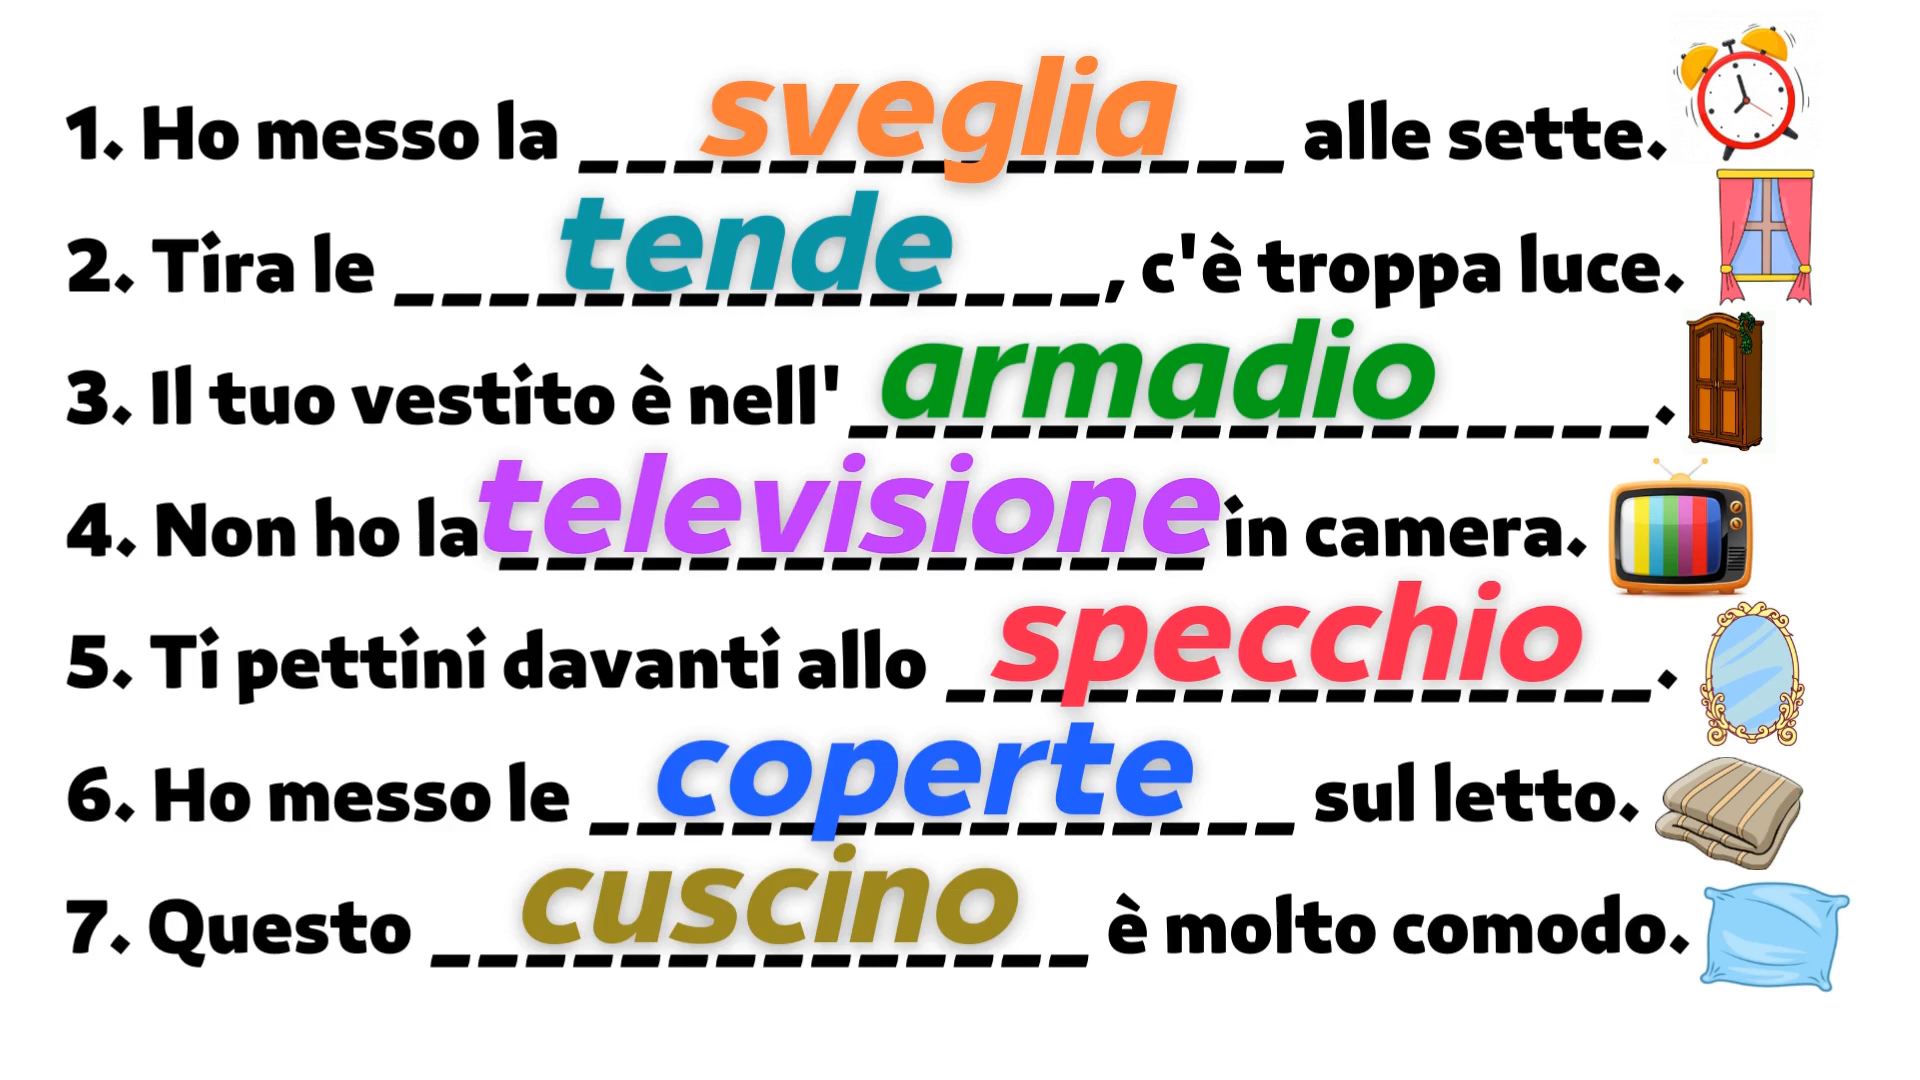 1. Ho messo la sveglia alle sette.
2. Tira le tende, c'è troppa luce.
3. Il tuo vestito è nell' armadio.
4. Non ho la televisione in camera.
5. Ti pettini davanti allo specchio.
6. Ho messo le coperte sul letto.
7. Questo cuscino è molto comodo.